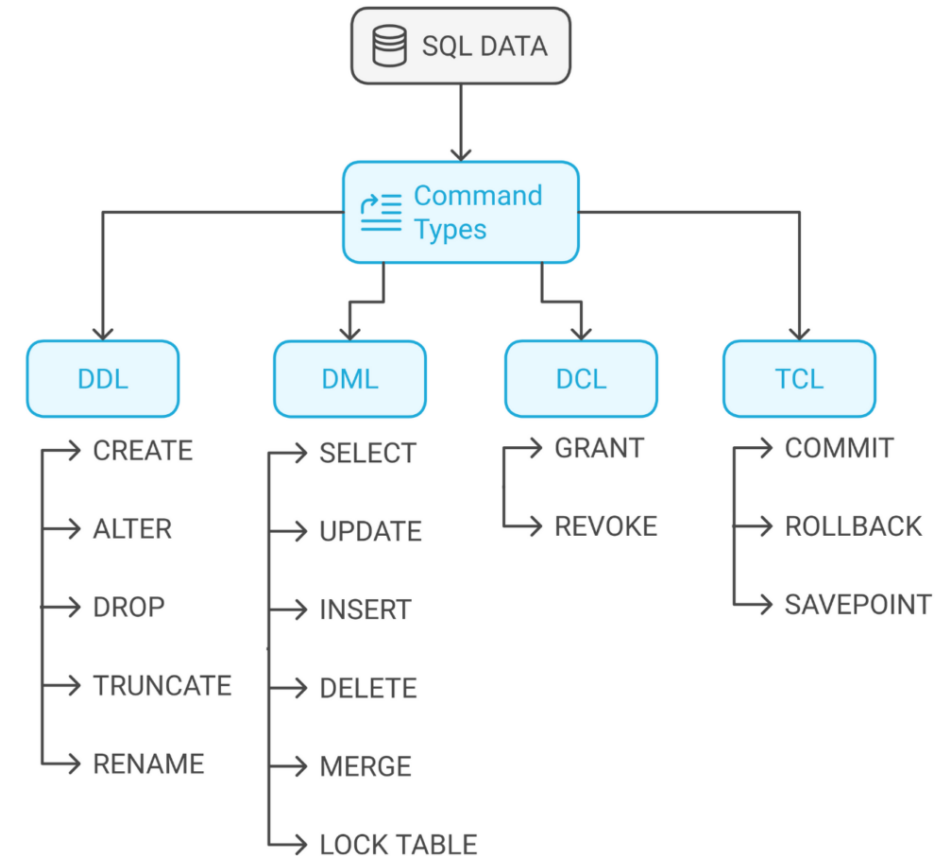 SQL DATA
Command
Types
DDL
DML
DCL
TCL
CREATE
ALTER
DROP
TRUNCATE
RENAME
SELECT
UPDATE
INSERT
DELETE
MERGE
LOCK TABLE
GRANT
REVOKE
COMMIT
ROLLBACK
SAVEPOINT